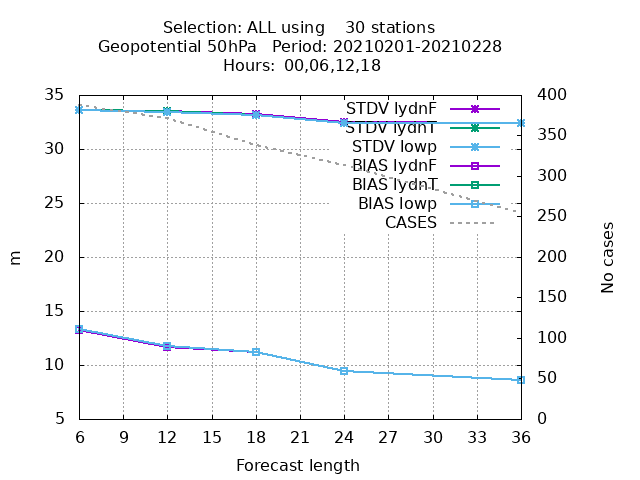 Selection: ALL using    30 stations
Geopotential 50hPa   Period: 20210201-20210228
Hours: 00,06,12,18
35
30
25
20
15
10
5
m
400
350
300
250
200
150
100
50
0
No cases
STDV lydnF
STDV lydnT
STDV lowp
BIAS lydnF
BIAS lydnT
BIAS lowp
CASES
6 9 12 15 18 21 24 27 30 33 36
Forecast length